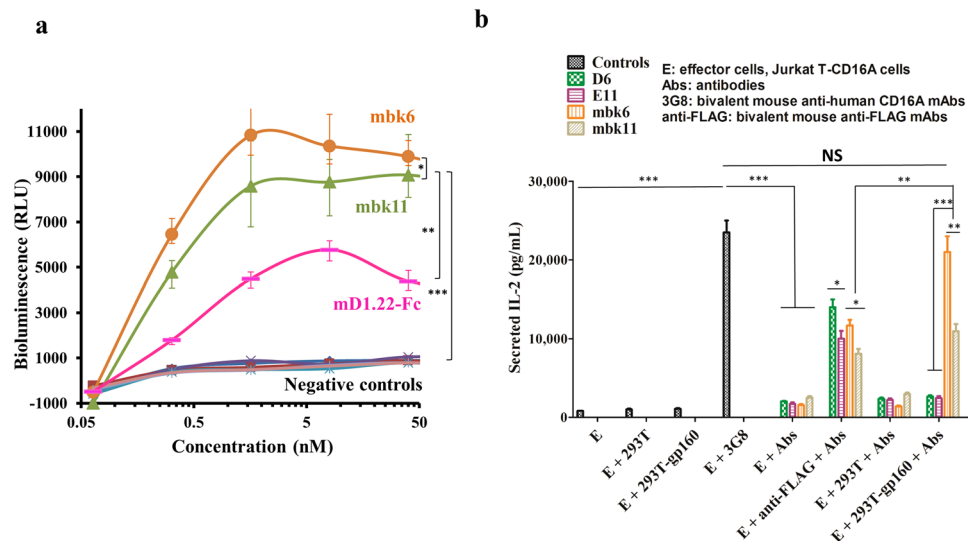 a
Bioluminescence (RLU)
11000
9000
7000
5000
3000
1000
-1000
0.05
0.5
5
50
Concentration (nM)
mbk6
mbk11
mD1.22-Fc
Negative controls
*
**
***
b
Controls
D6
E11
mbk6
mbk11
E: effector cells, Jurkat T-CD16A cells
Abs: antibodies
3G8: bivalent mouse anti-human CD16A mAbs
anti-FLAG: bivalent mouse anti-FLAG mAbs
NS
***
***
**
***
**
*
*
Secreted IL-2 (pg/mL)
30,000
20,000
10,000
0
E
E + 293T
E + 293T-gp160
E + 3G8
E + Abs
E + anti-FLAG + Abs
E + 293T + Abs
E + 293T-gp160 + Abs